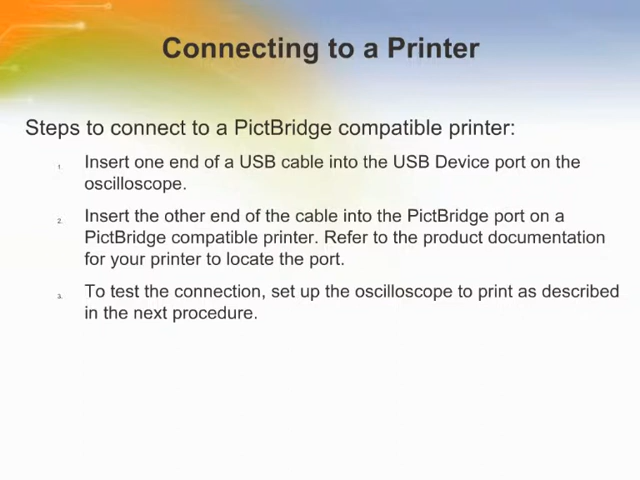 Connecting to a Printer
Steps to connect to a PictBridge compatible printer:
1. Insert one end of a USB cable into the USB Device port on the
oscilloscope.
2. Insert the other end of the cable into the PictBridge port on a
PictBridge compatible printer. Refer to the product documentation
for your printer to locate the port.
3. To test the connection, set up the oscilloscope to print as described
in the next procedure.